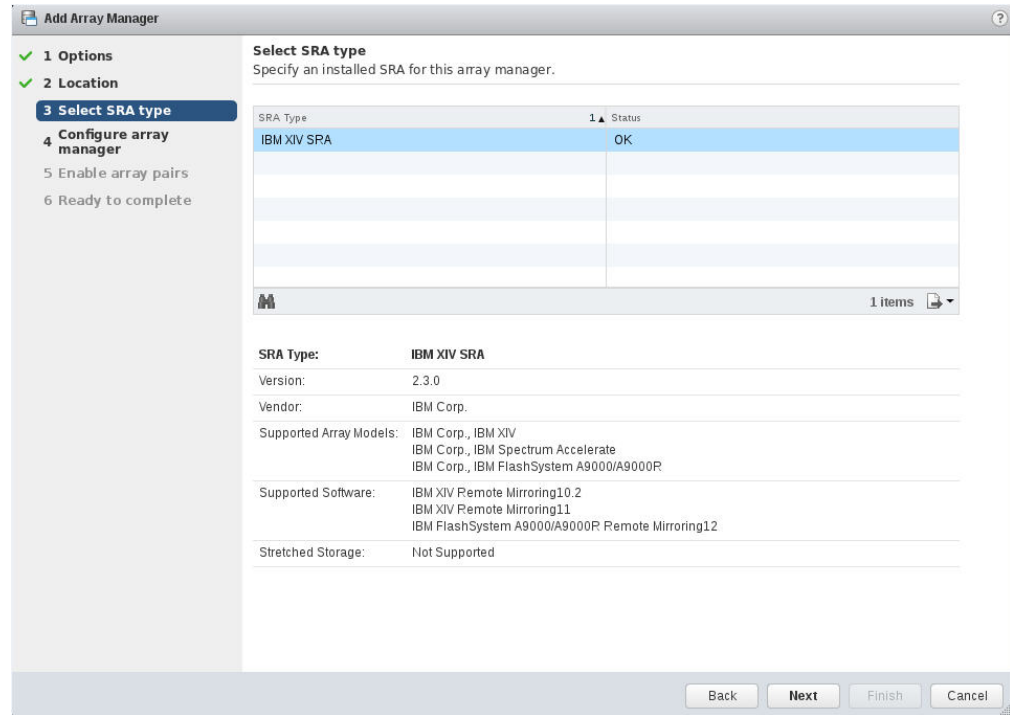 Add Array Manager
?
1 Options
2 Location
3 Select SRA type
4 Configure array
manager
5 Enable array pairs
6 Ready to complete
Select SRA type
Specify an installed SRA for this array manager.
SRA Type 1 Status
IBM XIV SRA OK
1 items
SRA Type: IBM XIV SRA
Version: 2.3.0
Vendor: IBM Corp.
Supported Array Models: IBM Corp., IBM XIV
IBM Corp., IBM Spectrum Accelerate
IBM Corp., IBM FlashSystem A9000/A9000R
Supported Software: IBM XIV Remote Mirroring10.2
IBM XIV Remote Mirroring11
IBM FlashSystem A9000/A9000R Remote Mirroring12
Stretched Storage: Not Supported
Back Next Finish Cancel